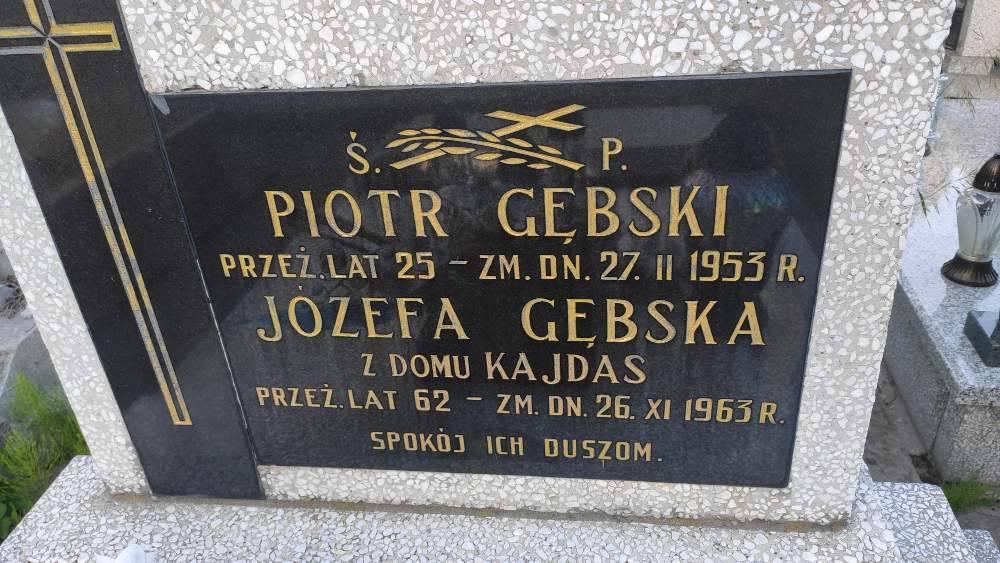 Ś. P.
PIOTR GĘBSKI
PRZEŻ. LAT 25 – ZM. DN. 27. II 1953 R.
JÓZEFA GĘBSKA
Z DOMU KAJDAS
PRZEŻ. LAT 62 – ZM. DN. 26. XI 1963 R.
SPOKÓJ ICH DUSZOM.